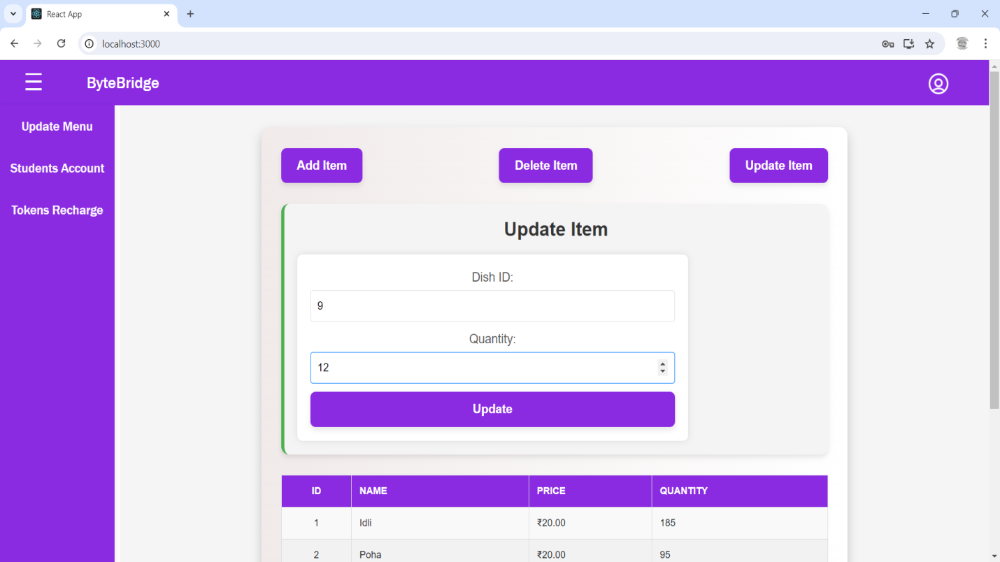 React App
localhost:3000
ByteBridge
Update Menu
Students Account
Tokens Recharge
Add Item Delete Item Update Item
Update Item
Dish ID:
9
Quantity:
12
Update
ID NAME PRICE QUANTITY
1 Idli ₹20.00 185
2 Poha ₹20.00 95